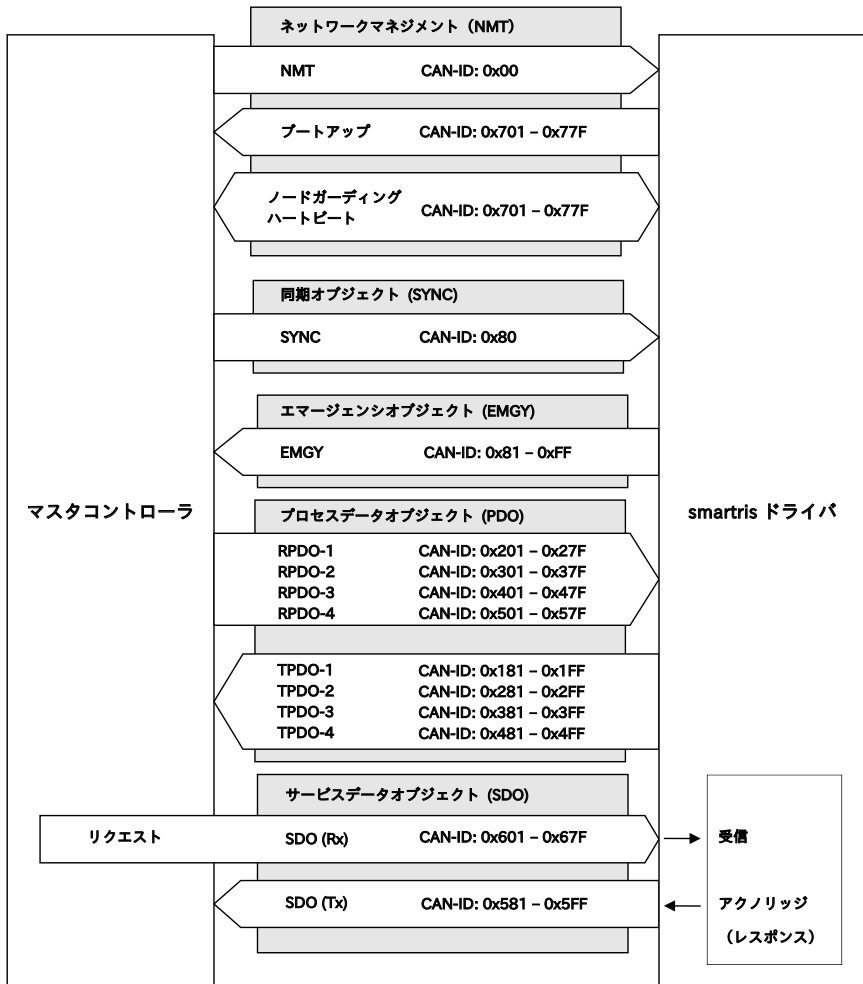 ネットワークマネジメント（NMT）
NMT CAN-ID: 0x00
ブートアップ CAN-ID: 0x701 – 0x77F
ノードガーディング
ハートビート CAN-ID: 0x701 – 0x77F
同期オブジェクト (SYNC)
SYNC CAN-ID: 0x80
エマージェンシオブジェクト (EMGY)
EMGY CAN-ID: 0x81 – 0xFF
マスタコントローラ
smartris ドライバ
プロセスデータオブジェクト (PDO)
RPDO-1 CAN-ID: 0x201 – 0x27F
RPDO-2 CAN-ID: 0x301 – 0x37F
RPDO-3 CAN-ID: 0x401 – 0x47F
RPDO-4 CAN-ID: 0x501 – 0x57F
TPDO-1 CAN-ID: 0x181 – 0x1FF
TPDO-2 CAN-ID: 0x281 – 0x2FF
TPDO-3 CAN-ID: 0x381 – 0x3FF
TPDO-4 CAN-ID: 0x481 – 0x4FF
サービスデータオブジェクト (SDO)
リクエスト SDO (Rx) CAN-ID: 0x601 – 0x67F 受信
SDO (Tx) CAN-ID: 0x581 – 0x5FF アクノリッジ
（レスポンス）